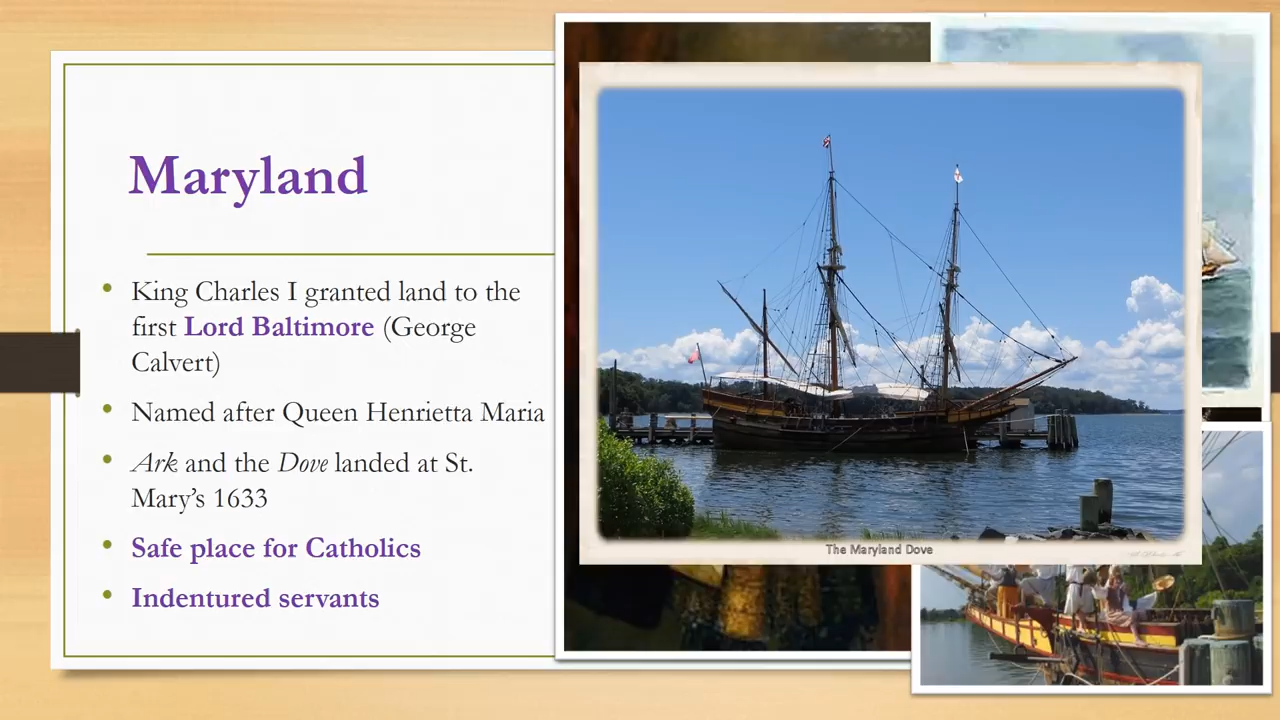 Maryland
King Charles I granted land to the
first Lord Baltimore (George
Calvert)
Named after Queen Henrietta Maria
Ark and the Dove landed at St.
Mary’s 1633
Safe place for Catholics
Indentured servants
The Maryland Dove